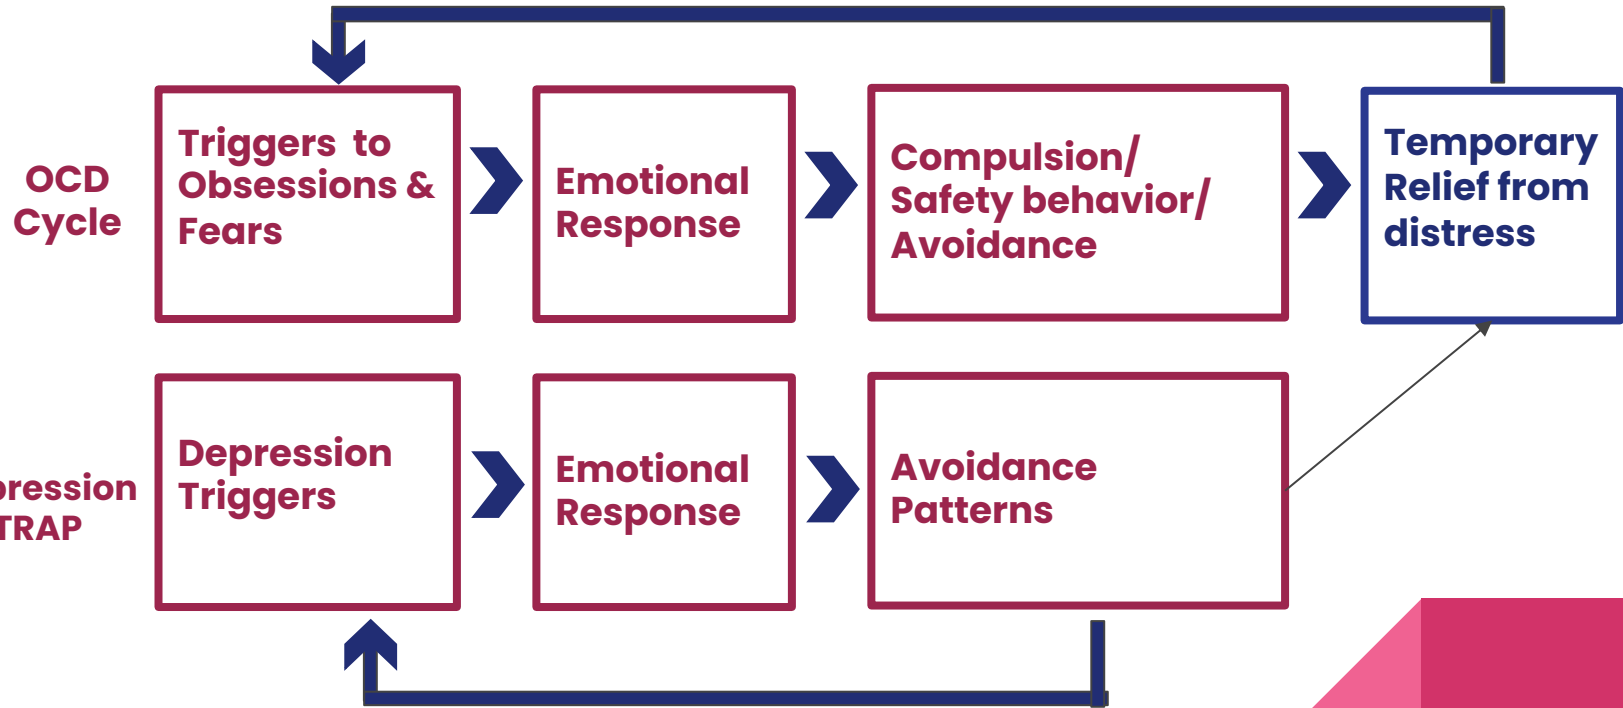 OCD
Cycle
Triggers to
Obsessions &
Fears
Emotional
Response
Compulsion/
Safety behavior/
Avoidance
Temporary
Relief from
distress
TRAP
Depression
Triggers
Emotional
Response
Avoidance
Patterns